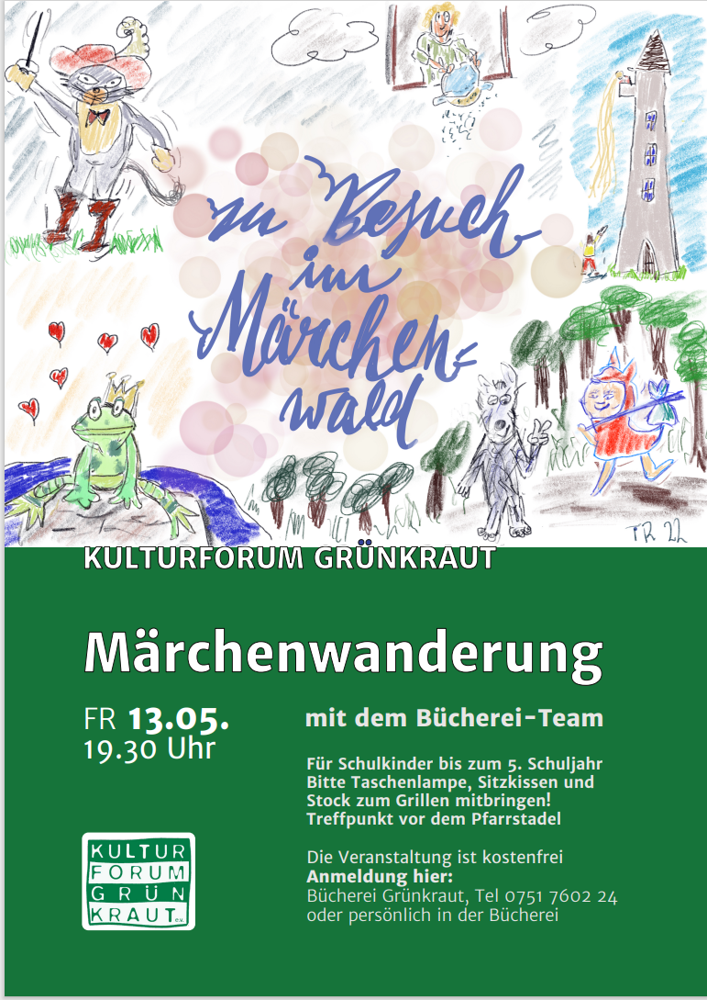 zu Besuch
im
Märchen-
wald
TR 22
KULTURFORUM GRÜNKRAUT
Märchenwanderung
FR 13.05.
19.30 Uhr
mit dem Bücherei-Team
Für Schulkinder bis zum 5. Schuljahr
Bitte Taschenlampe, Sitzkissen und
Stock zum Grillen mitbringen!
Treffpunkt vor dem Pfarrstadel
Die Veranstaltung ist kostenfrei
Anmeldung hier:
Bücherei Grünkraut, Tel 0751 7602 24
oder persönlich in der Bücherei
KULTUR
FORUM
GRÜN
KRAUT e.v.